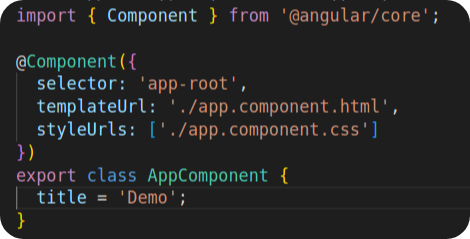 import { Component } from '@angular/core';
@Component({
selector: 'app-root',
templateUrl: './app.component.html',
styleUrls: ['./app.component.css']
})
export class AppComponent {
title = 'Demo';
}